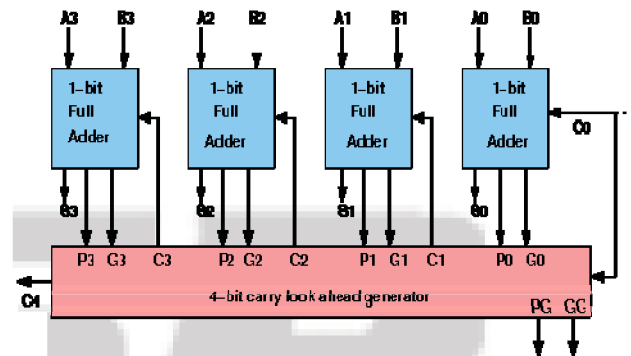 A3 B3 A2 B2 A1 B1 A0 B0
1-bit Full Adder
1-bit Full Adder
1-bit Full Adder
1-bit Full Adder
C0
S3 S2 S1 S0
P3 G3 C3 P2 G2 C2 P1 G1 C1 P0 G0
C4
4-bit carry look ahead generator
PG GG